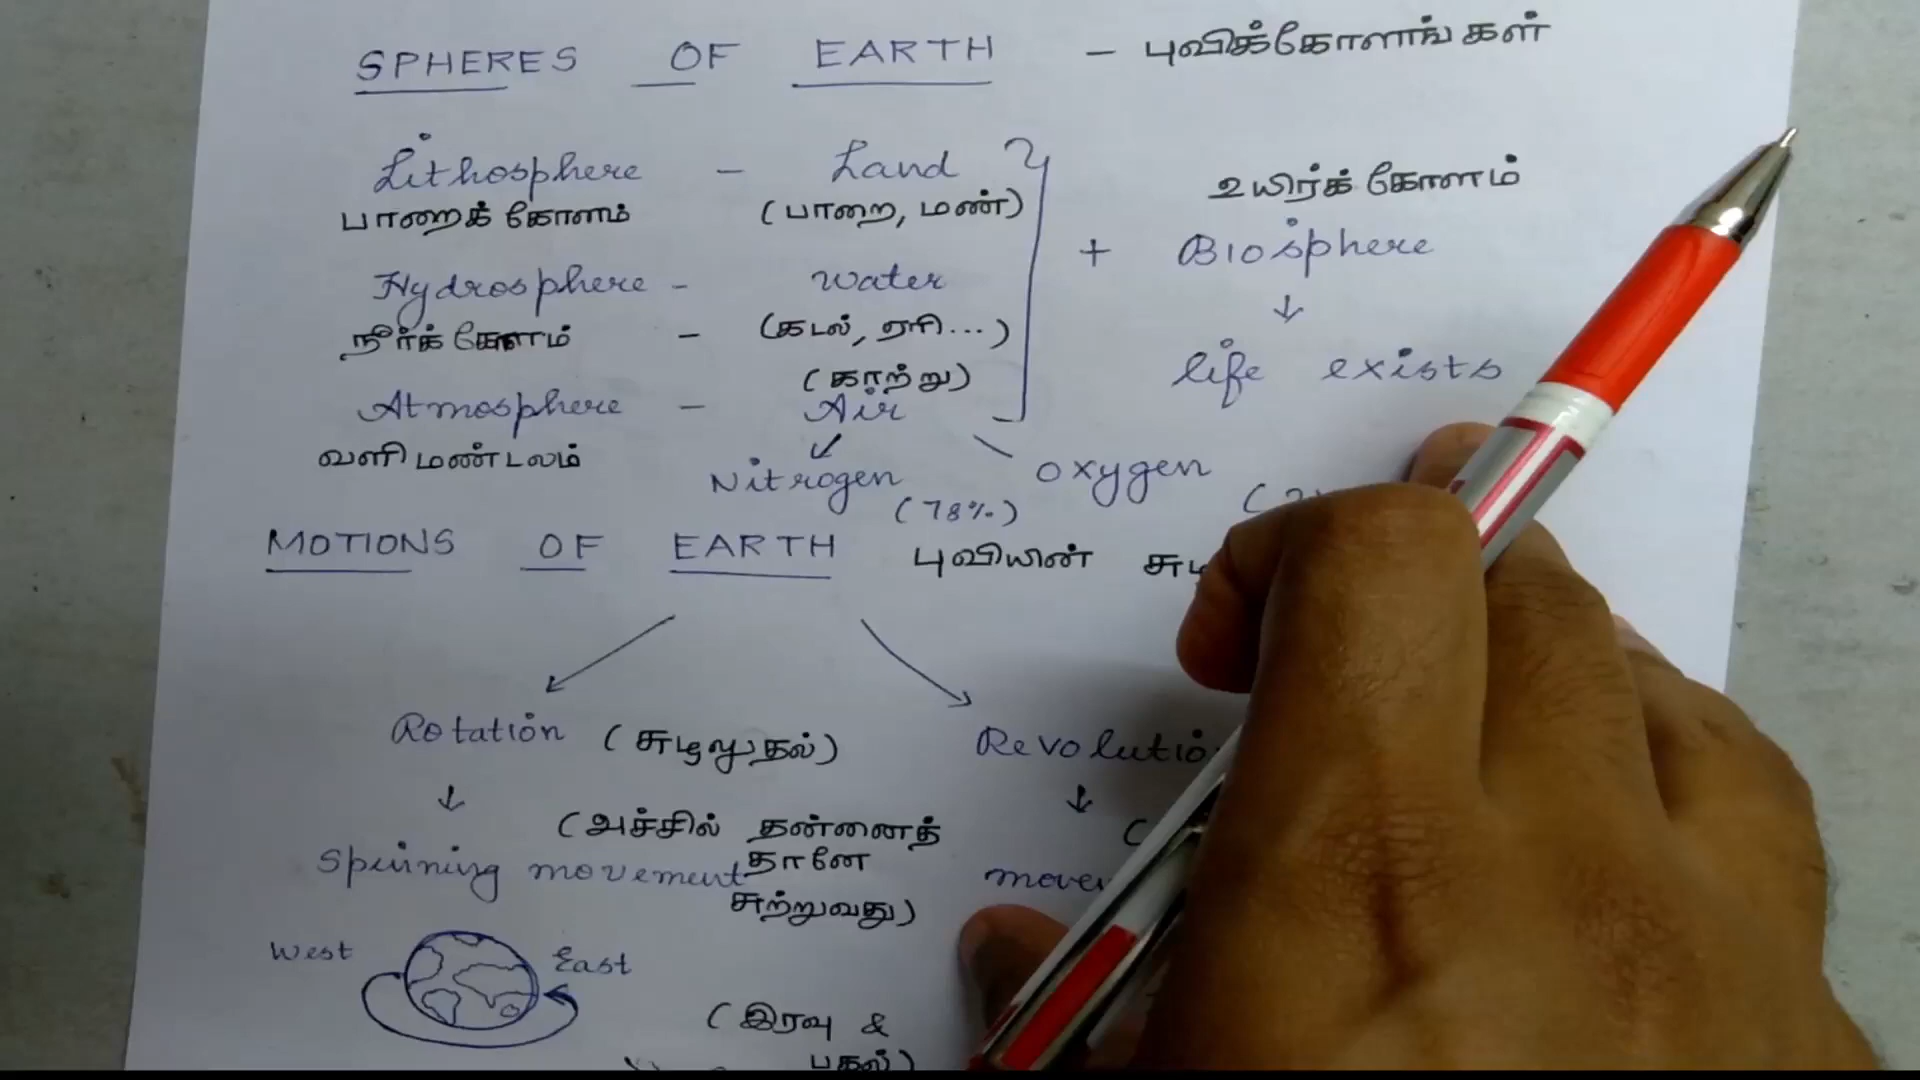 SPHERES OF EARTH - புவிக்கோளங்கள்
Lithosphere - Land
பாறைக் கோளம் (பாறை, மண்)
உயிர்க் கோளம்
+ Biosphere
Hydrosphere - Water
நீர்க் கோளம் - (கடல், ஏரி...)
life exists
(காற்று)
Atmosphere - Air
வளி மண்டலம்
Nitrogen (78%) oxygen
MOTIONS OF EARTH புவியின்
Rotation (சுழலுதல்)
(அச்சில் தன்னைத்
தானே
Spinning movement
சுற்றுவது)
West East
(இரவு &
பகல்)